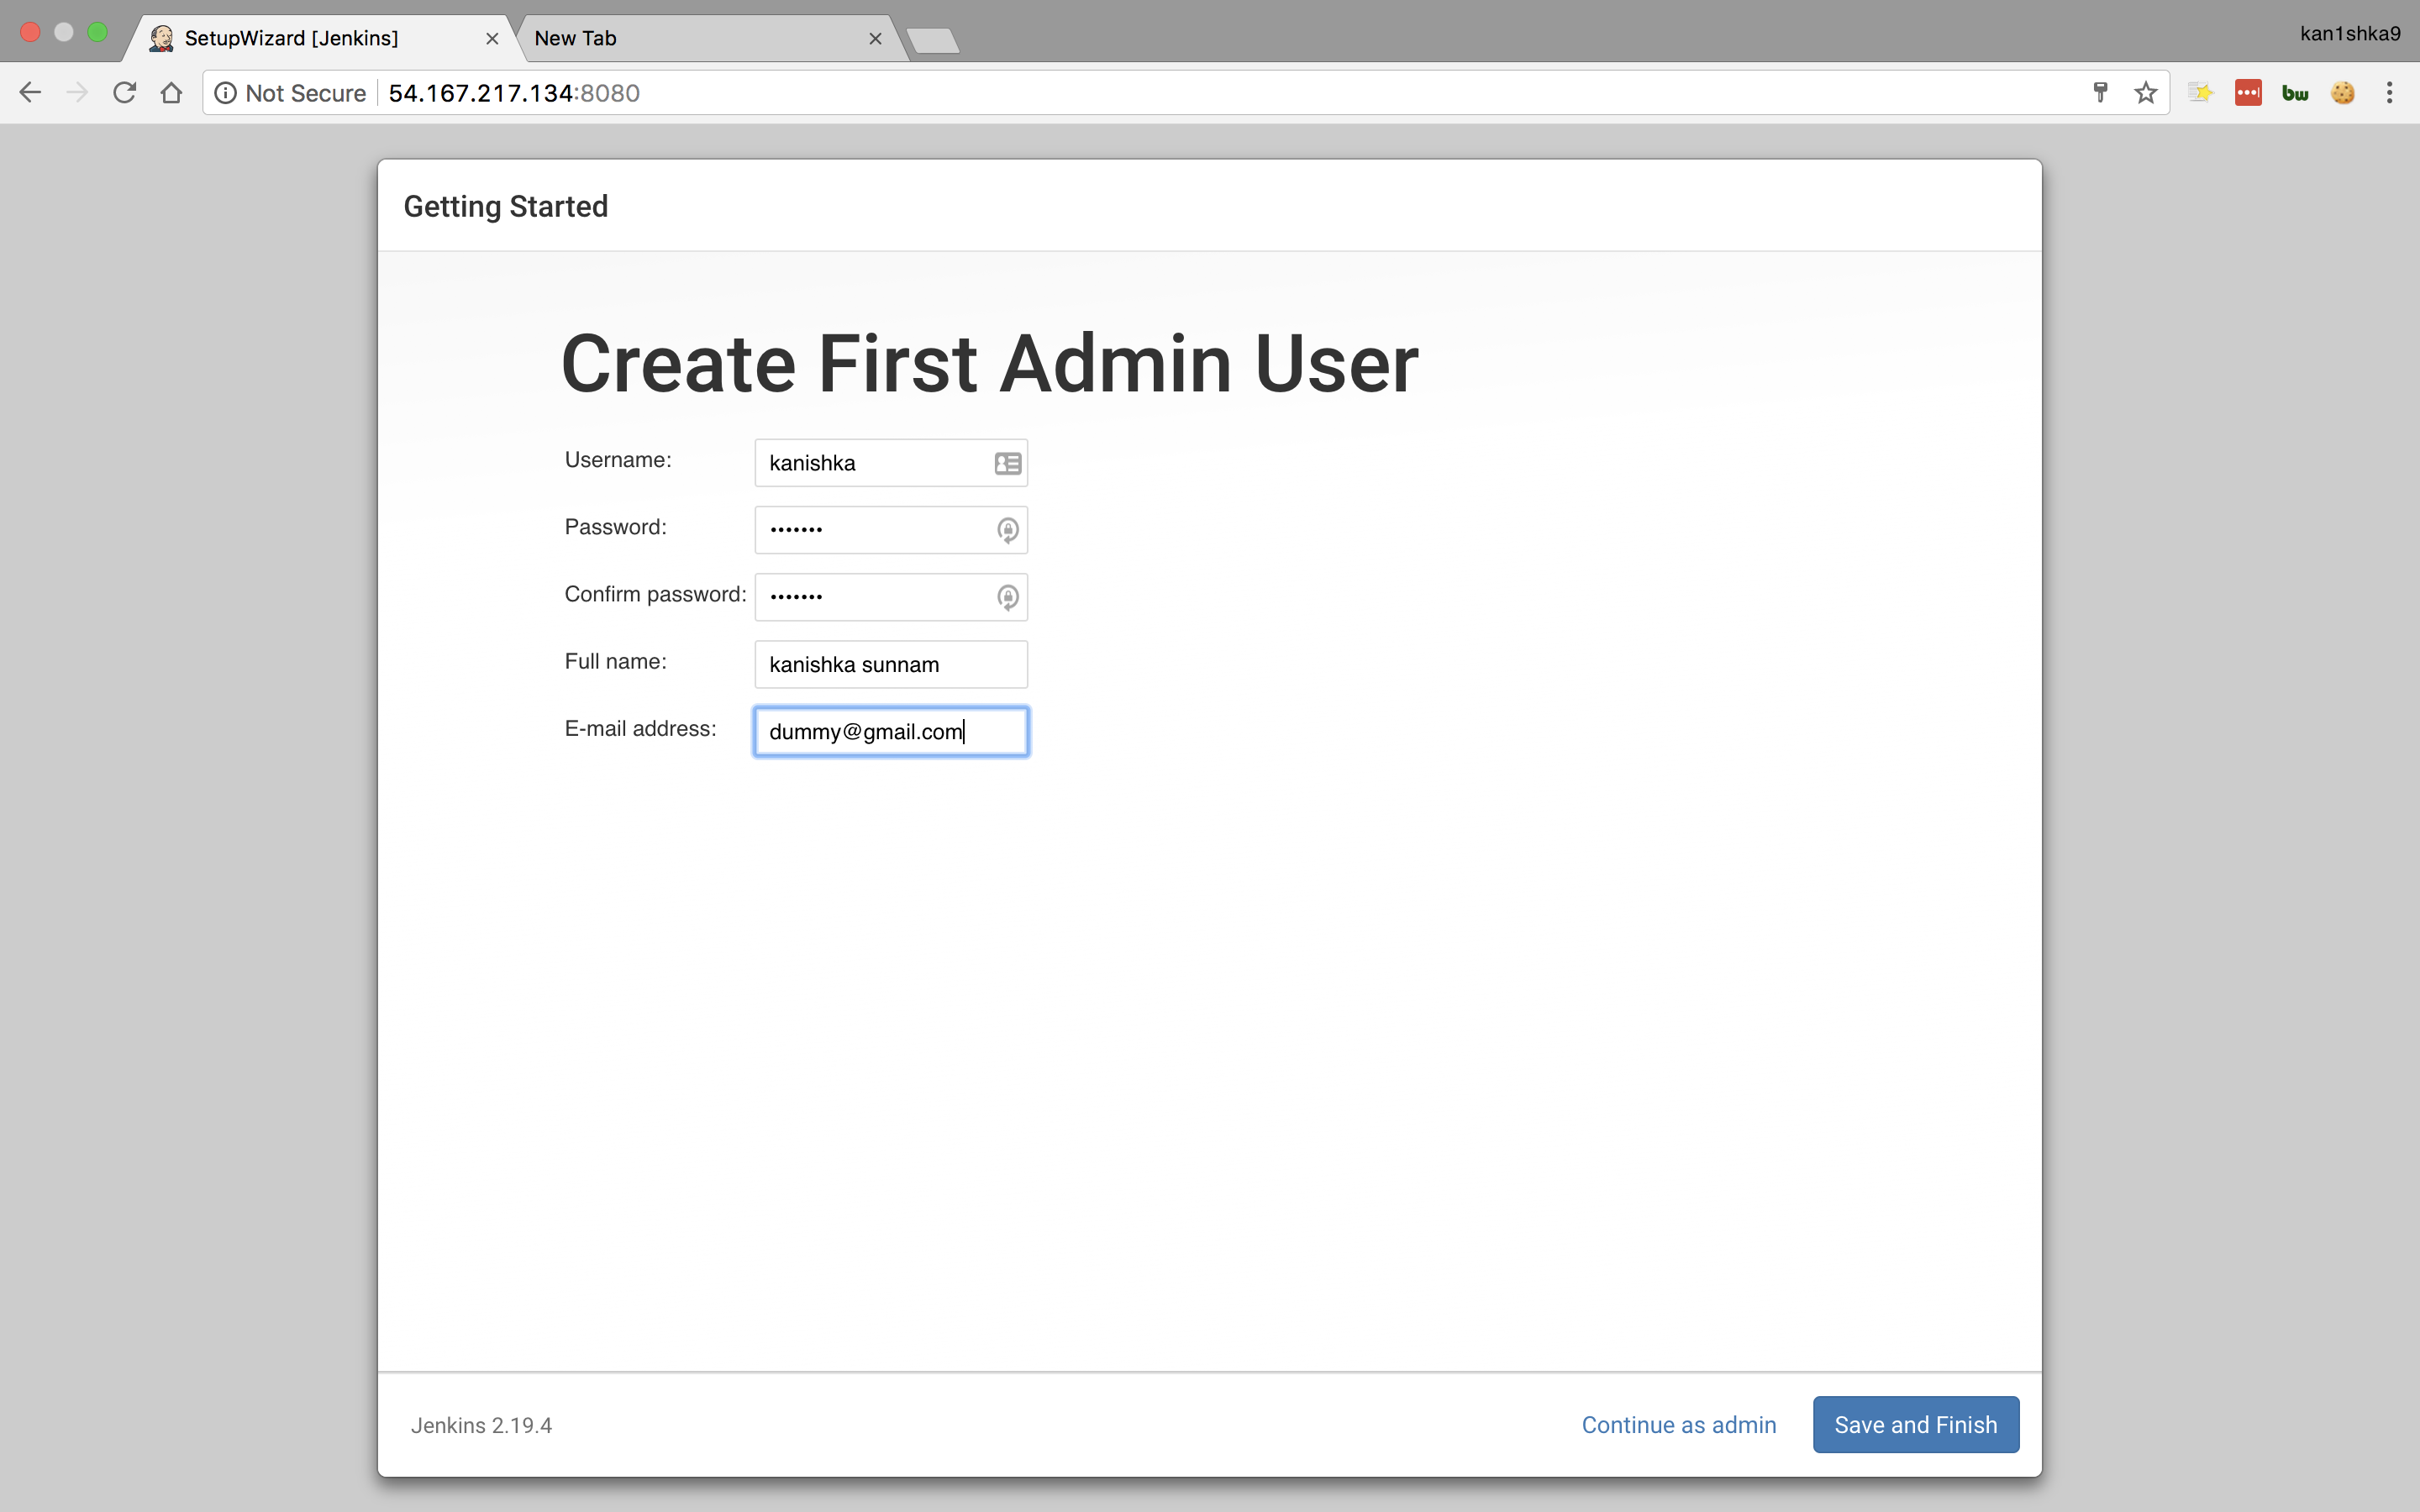 SetupWizard [Jenkins]
New Tab
kan1shka9
Not Secure
54.167.217.134:8080
bw
Getting Started
Create First Admin User
Username:
kanishka
Password:
•••••••
Confirm password:
•••••••
Full name:
kanishka sunnam
E-mail address:
dummy@gmail.com
Jenkins 2.19.4
Continue as admin
Save and Finish